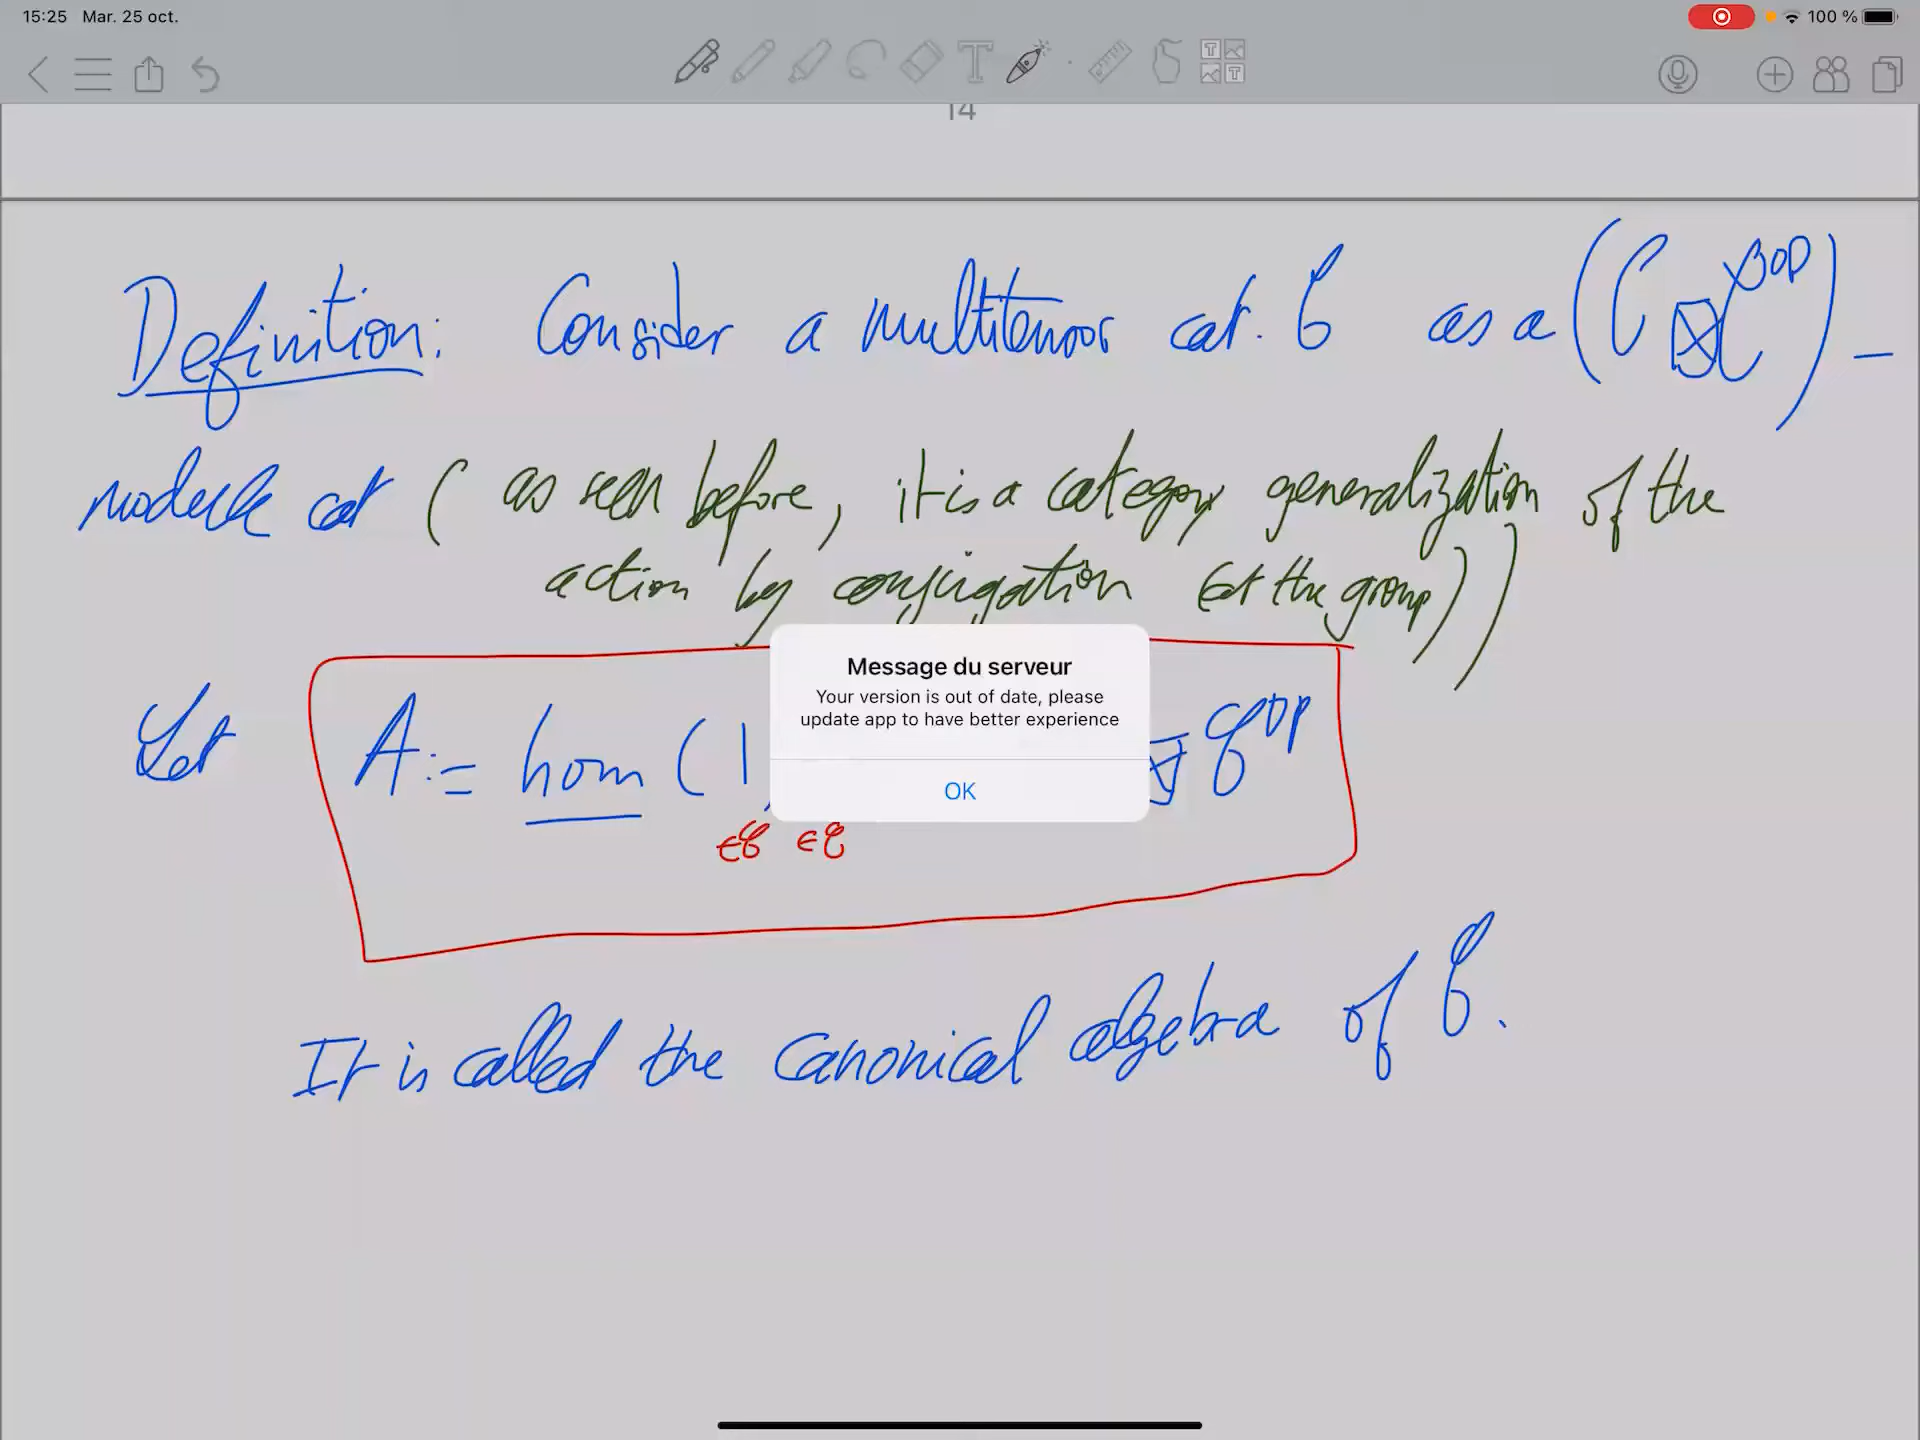 15:25 Mar. 25 oct. 100 %
14
Definition: Consider a multitensor cat. C as a (C ⊠ C^op) –
module cat ( as seen before, it is a category generalization of the
action by conjugation (at the group))
Message du serveur
Your version is out of date, please
update app to have better experience
OK
Let A := hom (1, ⊠ C^op
∈C ∈C
It is called the canonical algebra of C.